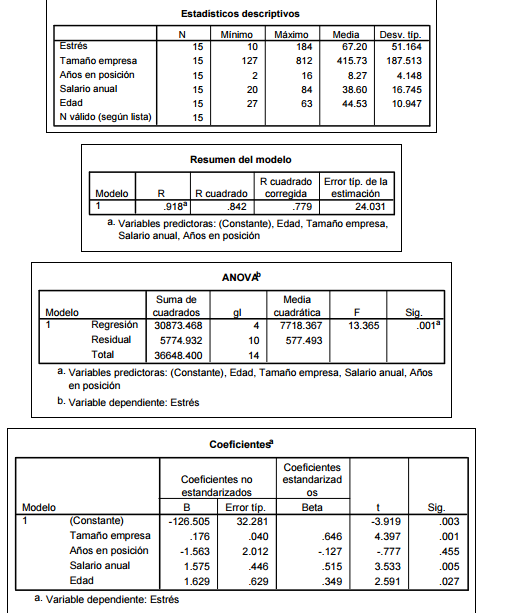 Estadísticos descriptivos
N Mínimo Máximo Media Desv. típ.
Estrés 15 10 184 67.20 51.164
Tamaño empresa 15 127 812 415.73 187.513
Años en posición 15 2 16 8.27 4.148
Salario anual 15 20 84 38.60 16.745
Edad 15 27 63 44.53 10.947
N válido (según lista) 15
Resumen del modelo
R cuadrado Error típ. de la
Modelo R R cuadrado corregida estimación
1 .918a .842 .779 24.031
a. Variables predictoras: (Constante), Edad, Tamaño empresa,
Salario anual, Años en posición
ANOVAb
Suma de Media
Modelo cuadrados gl cuadrática F Sig.
1 Regresión 30873.468 4 7718.367 13.365 .001a
Residual 5774.932 10 577.493
Total 36648.400 14
a. Variables predictoras: (Constante), Edad, Tamaño empresa, Salario anual, Años
en posición
b. Variable dependiente: Estrés
Coeficientesa
Coeficientes no estandarizados
Coeficientes estandarizados
Modelo B Error típ. Beta t Sig.
1 (Constante) -126.505 32.281 -3.919 .003
Tamaño empresa .176 .040 .646 4.397 .001
Años en posición -1.563 2.012 -.127 -.777 .455
Salario anual 1.575 .446 .515 3.533 .005
Edad 1.629 .629 .349 2.591 .027
a. Variable dependiente: Estrés